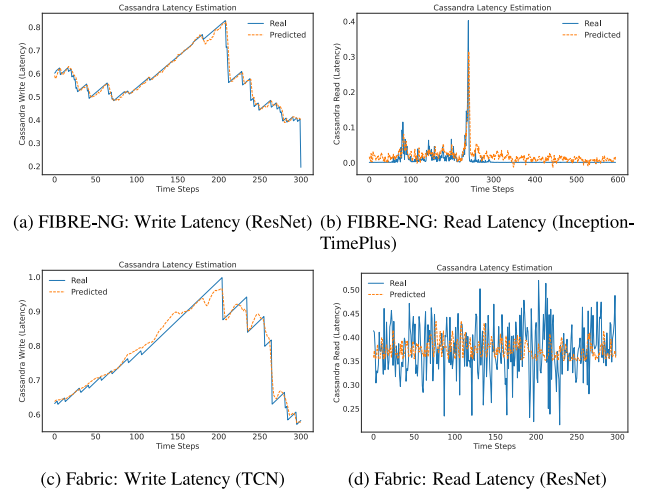 Cassandra Latency Estimation
Cassandra Write (Latency)
0.8
0.7
0.6
0.5
0.4
0.3
0.2
Real
Predicted
0 50 100 150 200 250 300
Time Steps
(a) FIBRE-NG: Write Latency (ResNet)
Cassandra Latency Estimation
Cassandra Read (Latency)
0.4
0.3
0.2
0.1
0.0
Real
Predicted
0 100 200 300 400 500 600
Time Steps
(b) FIBRE-NG: Read Latency (Inception-
TimePlus)
Cassandra Latency Estimation
Cassandra Write (Latency)
1.0
0.9
0.8
0.7
0.6
Real
Predicted
0 50 100 150 200 250 300
Time Steps
(c) Fabric: Write Latency (TCN)
Cassandra Latency Estimation
Cassandra Read (Latency)
0.50
0.45
0.40
0.35
0.30
0.25
Real
Predicted
0 50 100 150 200 250 300
Time Steps
(d) Fabric: Read Latency (ResNet)